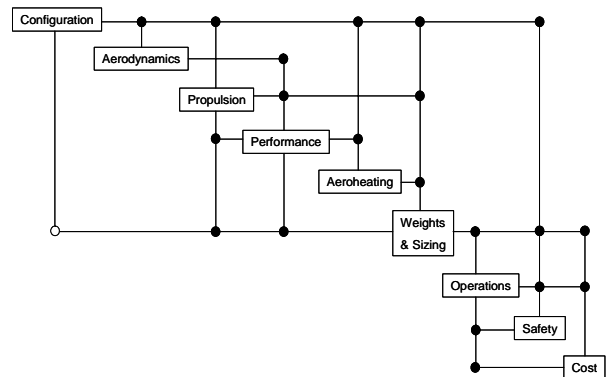 Configuration
Aerodynamics
Propulsion
Performance
Aeroheating
Weights
& Sizing
Operations
Safety
Cost